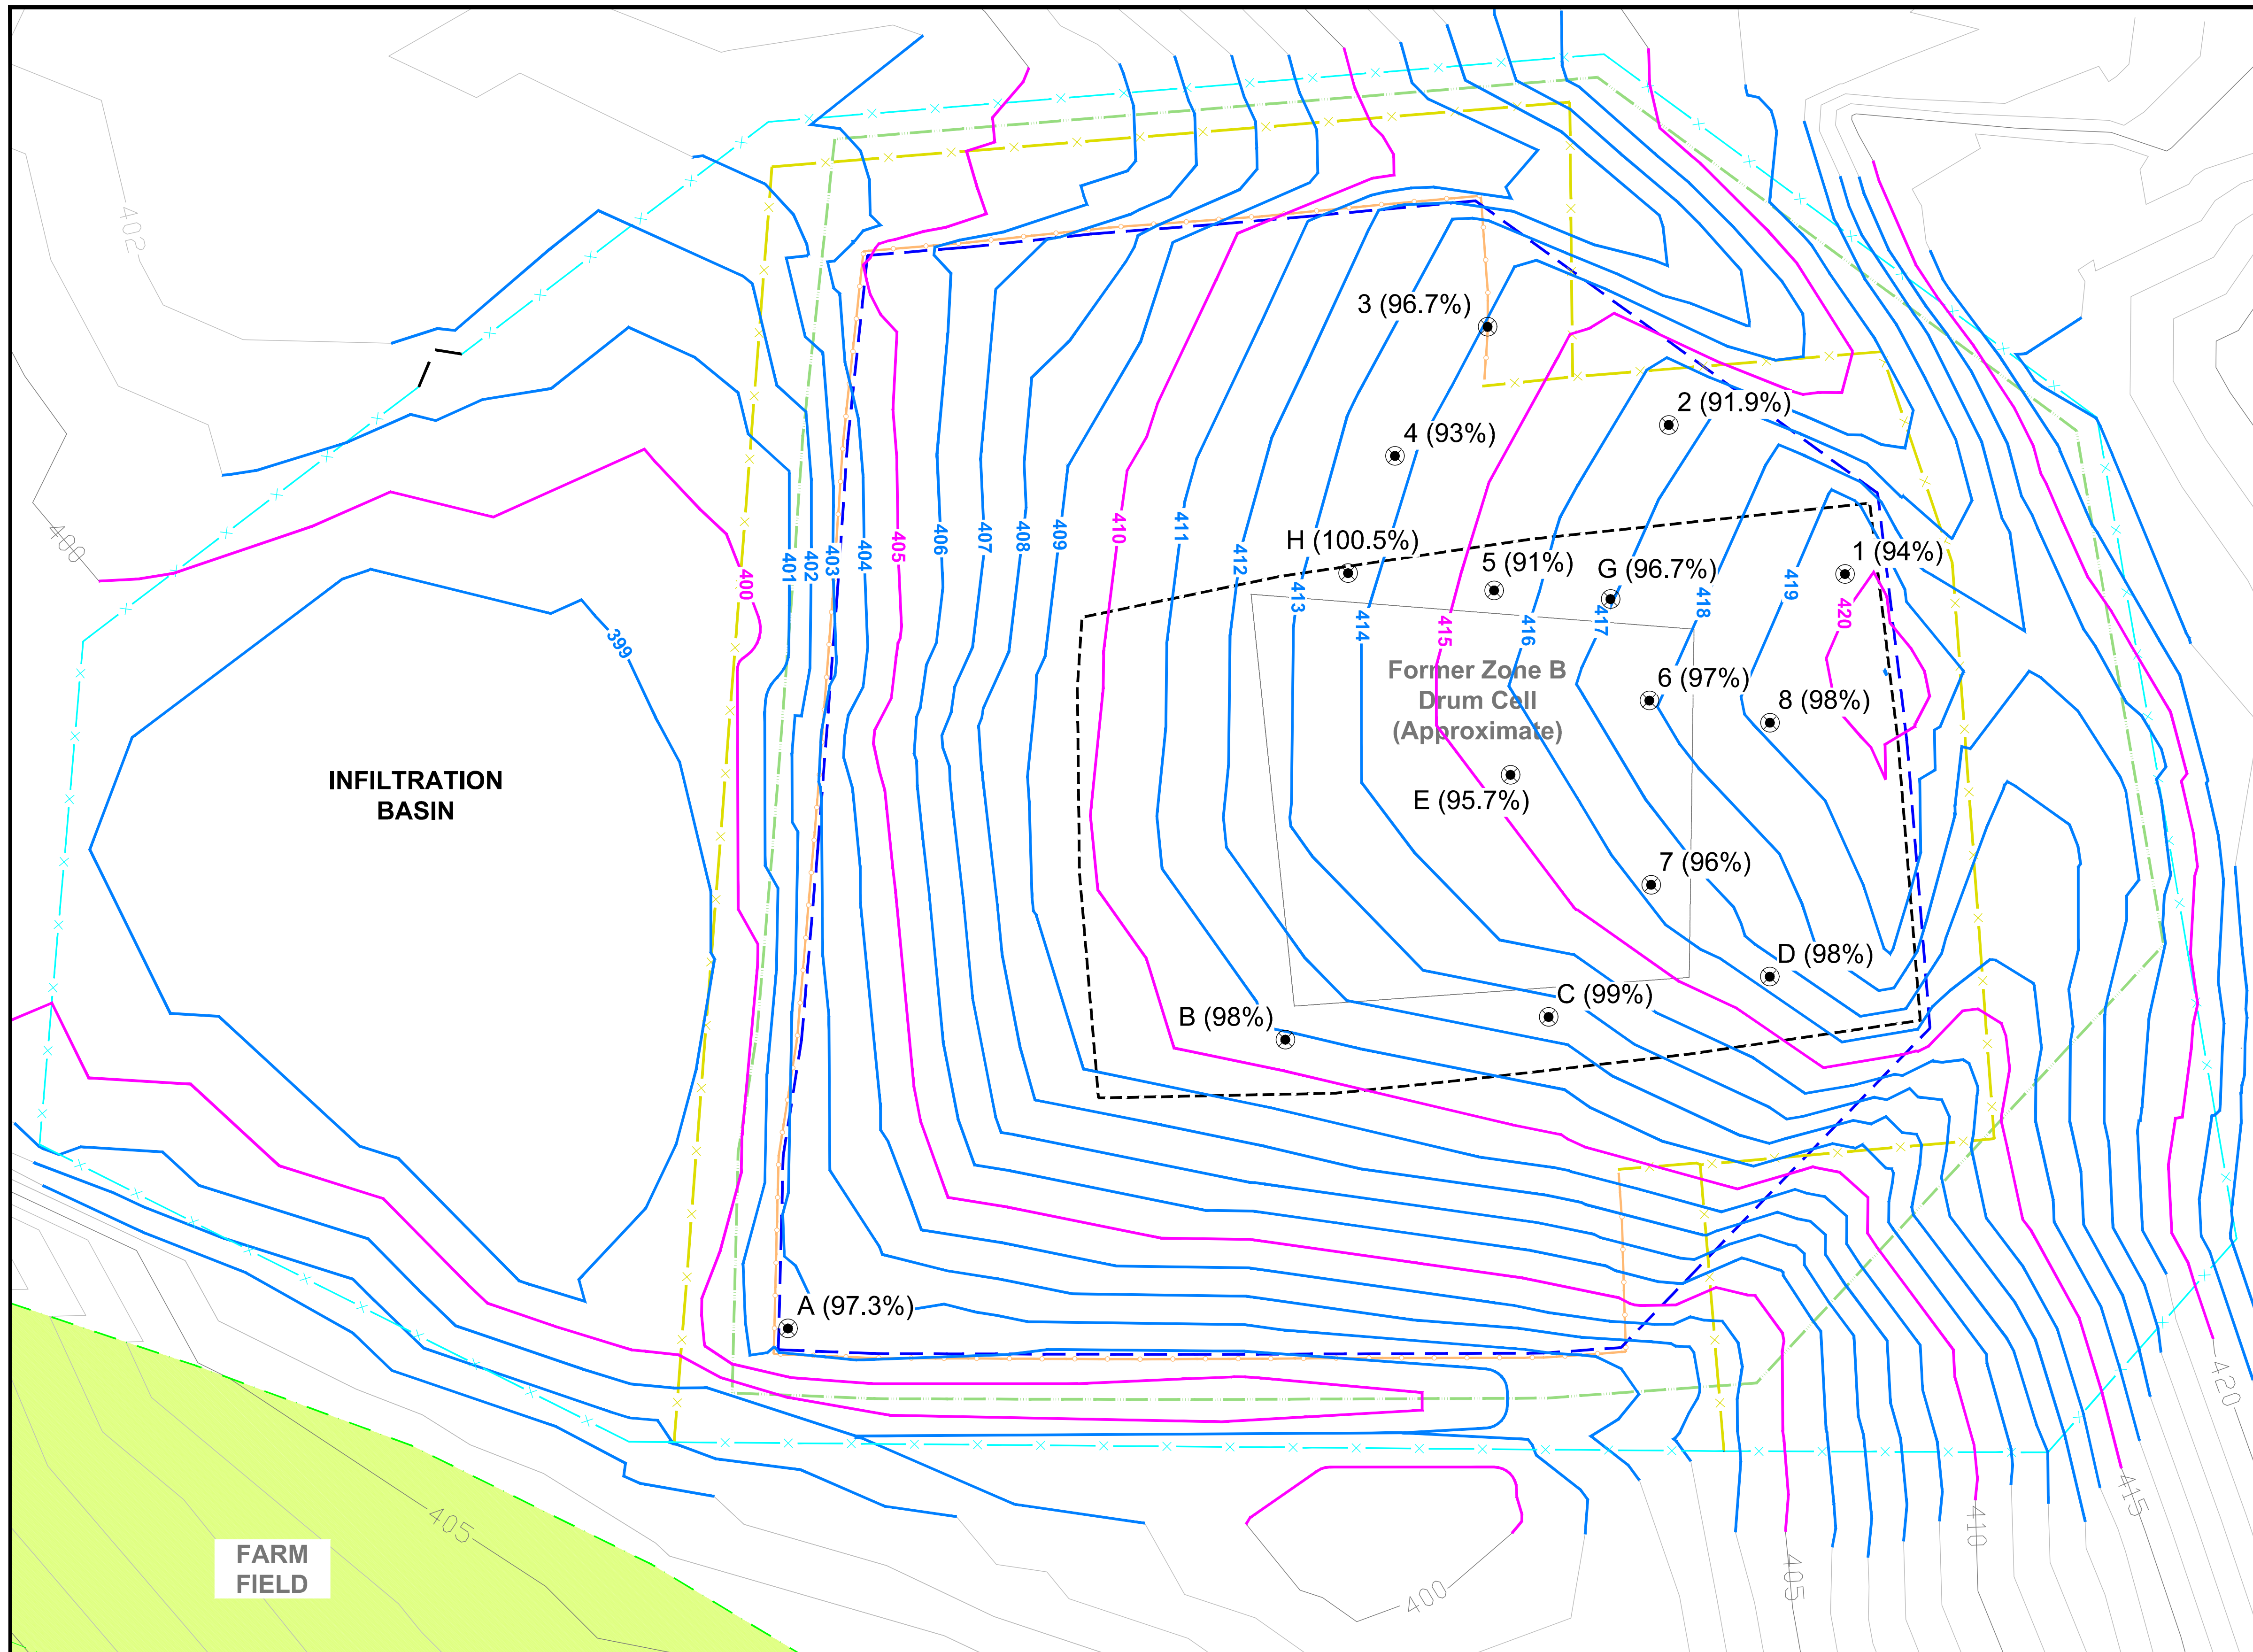 402
3 (96.7%)
2 (91.9%)
4 (93%)
400
H (100.5%)
5 (91%)
G (96.7%)
1 (94%)
399
400
401
402
403
404
405
406
407
408
409
410
411
412
413
414
415
416
417
418
419
420
Former Zone B
Drum Cell
(Approximate)
6 (97%)
8 (98%)
INFILTRATION
BASIN
E (95.7%)
7 (96%)
D (98%)
C (99%)
B (98%)
A (97.3%)
420
415
410
405
400
405
FARM
FIELD